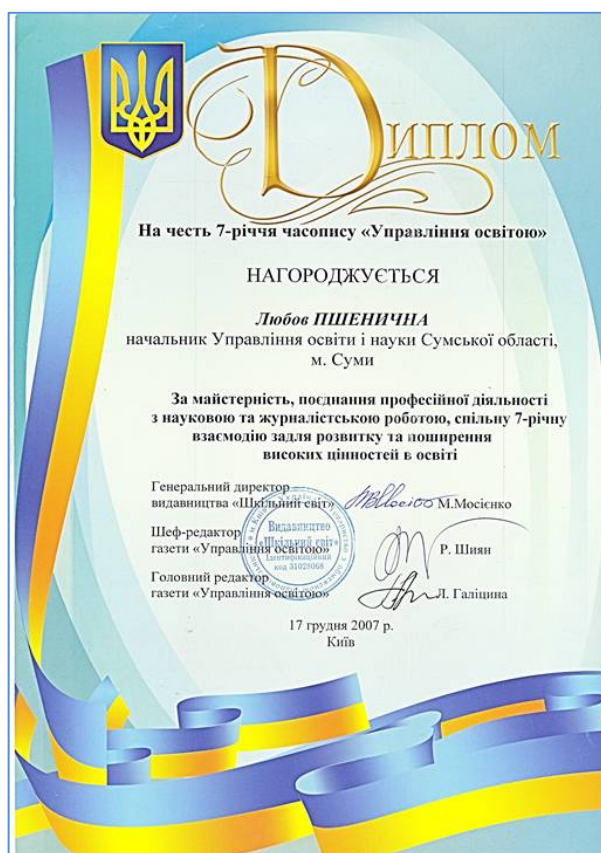 Диплом
На честь 7-річчя часопису «Управління освітою»
НАГОРОДЖУЄТЬСЯ
Любов ПШЕНИЧНА
начальник Управління освіти і науки Сумської області,
м. Суми
За майстерність, поєднання професійної діяльності
з науковою та журналістською роботою, спільну 7-річну
взаємодію задля розвитку та поширення
високих цінностей в освіті
Генеральний директор
видавництва «Шкільний світ» М.Мосієнко
Шеф-редактор
газети «Управління освітою» Р. Шиян
Головний редактор
газети «Управління освітою» Л. Галіцина
Видавництво
«Шкільний світ»
Ідентифікаційний
код 31028068
17 грудня 2007 р.
Київ